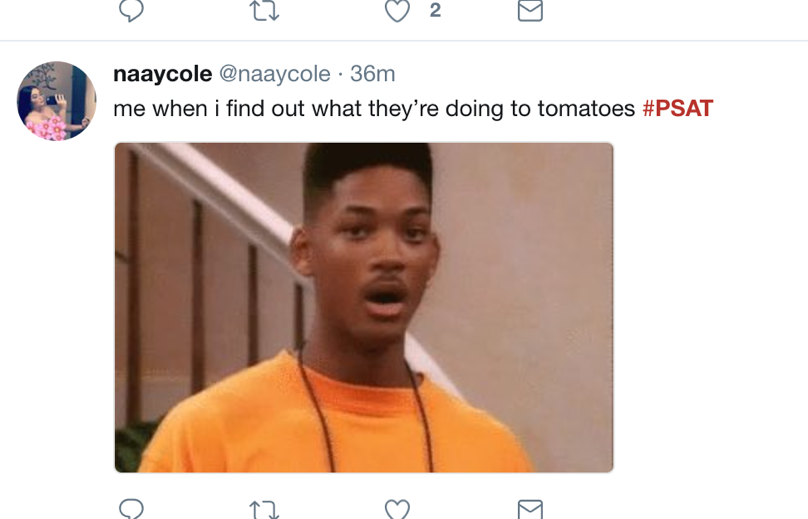 2
naaycole @naaycole · 36m
me when i find out what they’re doing to tomatoes #PSAT